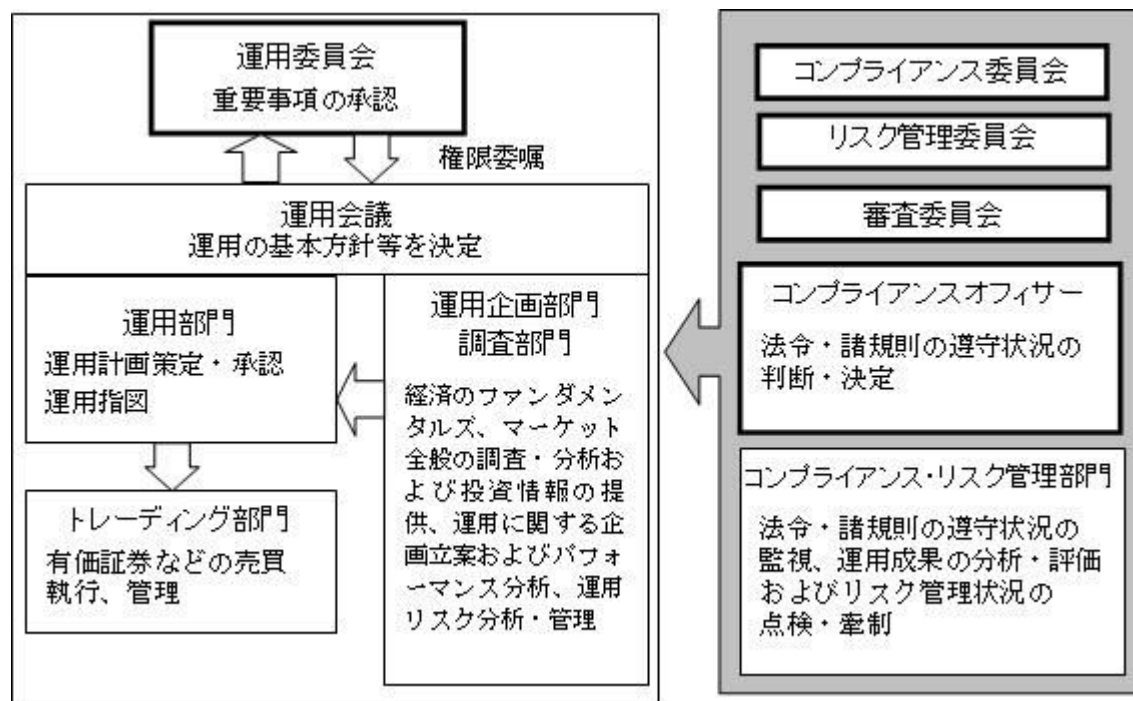 運用委員会
重要事項の承認
権限委嘱
運用会議
運用の基本方針等を決定
運用部門
運用計画策定・承認
運用指図
運用企画部門
調査部門
経済のファンダメン
タルズ、マーケット
全般の調査・分析お
よび投資情報の提
供、運用に関する企
画立案およびパフォ
ーマンス分析、運用
リスク分析・管理
トレーディング部門
有価証券などの売買
執行、管理
コンプライアンス委員会
リスク管理委員会
審査委員会
コンプライアンスオフィサー
法令・諸規則の遵守状況の
判断・決定
コンプライアンス・リスク管理部門
法令・諸規則の遵守状況の
監視、運用成果の分析・評価
およびリスク管理状況の
点検・牽制